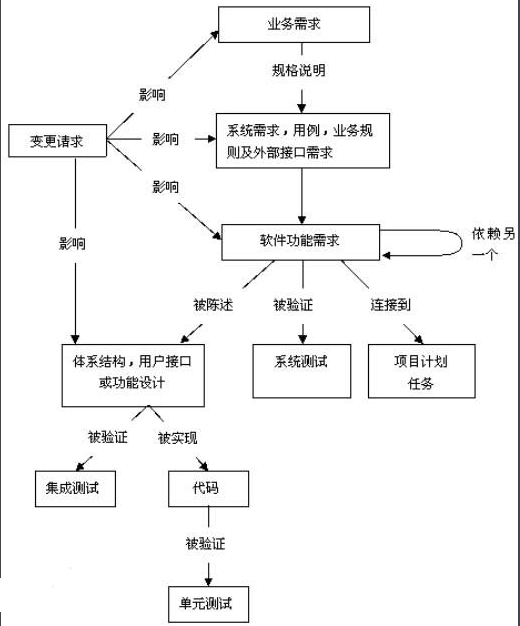 业务需求
规格说明
影响
系统需求，用例，业务规
则及外部接口需求
变更请求
影响
影响
软件功能需求
依赖另
一个
影响
被陈述
被验证
连接到
体系结构，用户接口
或功能设计
系统测试
项目计划
任务
被验证
被实现
集成测试
代码
被验证
单元测试